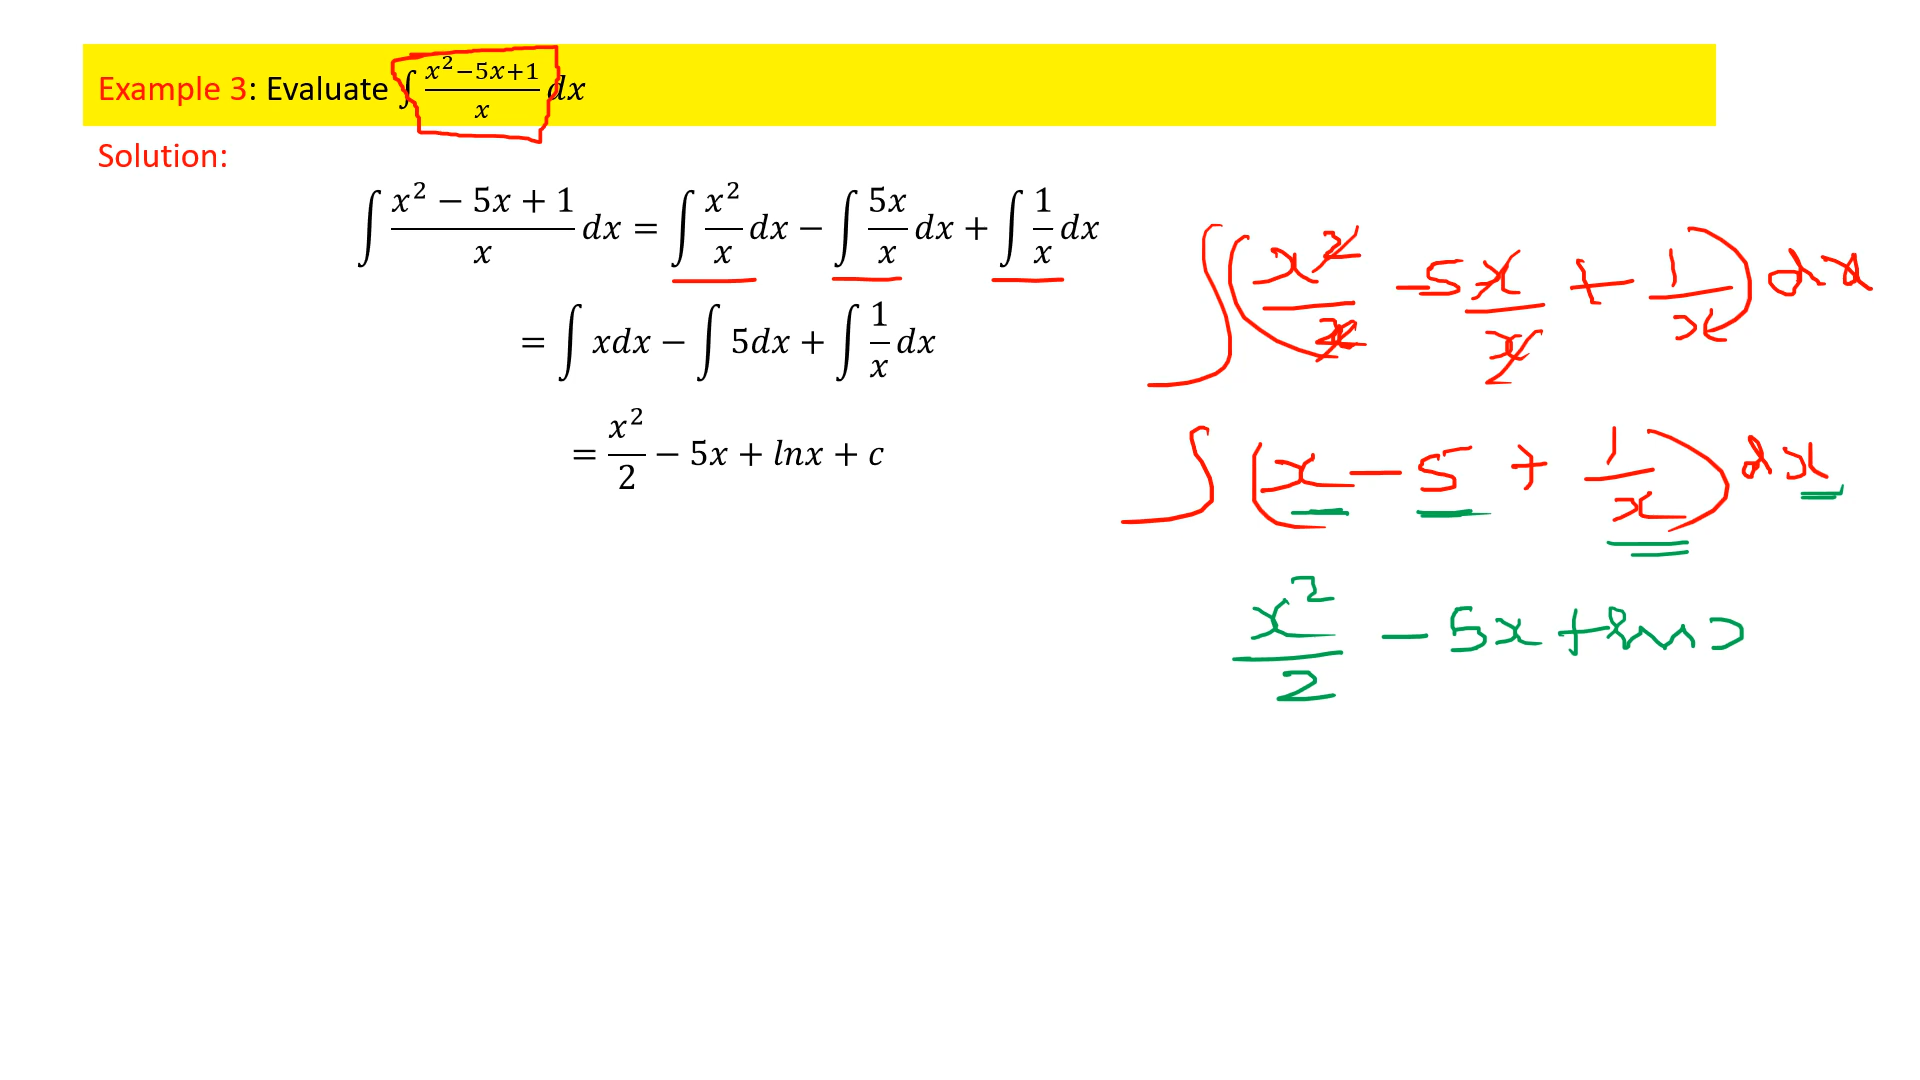 Example 3: Evaluate ∫ (x²−5x+1)/x dx
Solution:
∫ (x² − 5x + 1)/x dx = ∫ x²/x dx − ∫ 5x/x dx + ∫ 1/x dx
= ∫ xdx − ∫ 5dx + ∫ 1/x dx
= x²/2 − 5x + lnx + c
∫ (x²/x − 5x/x + 1/x) dx
∫ (x − 5 + 1/x) dx
x²/2 − 5x + ln